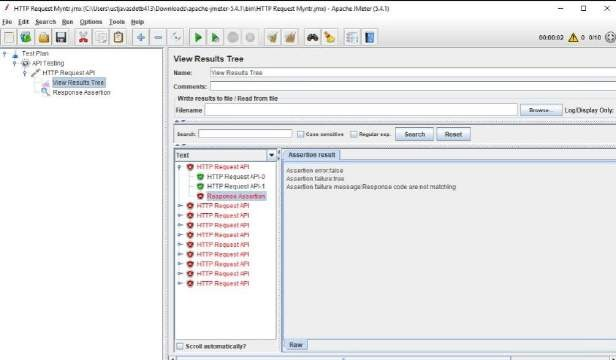 HTTP Request Myntr.jmx (C:\Users\sctjavasdetb413\Downloads\apache-jmeter-5.4.1\bin\HTTP Request Myntr.jmx) - Apache JMeter (5.4.1)
File Edit Search Run Options Tools Help
00:00:02 0 0/10
Test Plan
API Testing
HTTP Request API
View Results Tree
Response Assertion
View Results Tree
Name: View Results Tree
Comments:
Write results to file / Read from file
Filename Browse... Log/Display Only:
Search: Case sensitive Regular exp. Search Reset
Text
HTTP Request API
HTTP Request API-0
HTTP Request API-1
Response Assertion
HTTP Request API
HTTP Request API
HTTP Request API
HTTP Request API
HTTP Request API
HTTP Request API
HTTP Request API
HTTP Request API
HTTP Request API
Scroll automatically?
Assertion result
Assertion error:false
Assertion failure:true
Assertion failure message:Response code are not matching
Raw